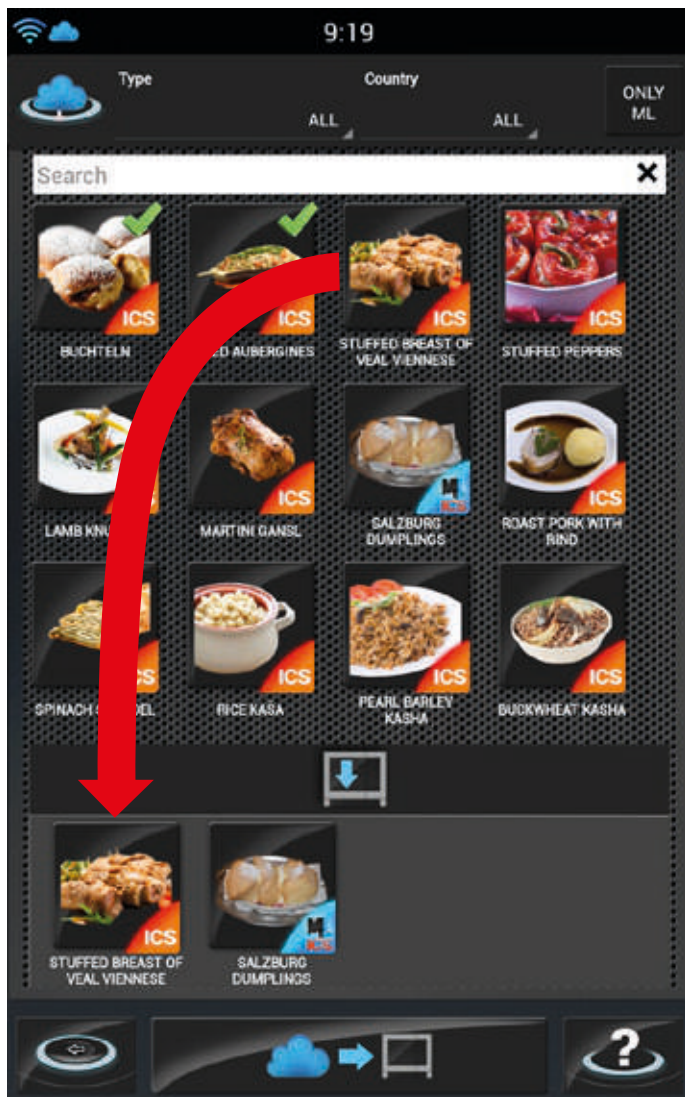 9:19
Type
Country
ONLY
ML
ALL
ALL
Search
ICS
ICS
ICS
ICS
BUCHTELN
AUBERGINES
STUFFED BREAST OF
VEAL VIENNESE
STUFFED PEPPERS
ICS
ICS
M
ICS
ICS
LAMB
MARTINI GANSL
SALZBURG
DUMPLINGS
ROAST PORK WITH
RIND
ICS
ICS
ICS
ICS
SPINACH
RICE KASA
PEARL BARLEY
KASHA
BUCKWHEAT KASHA
ICS
M
ICS
STUFFED BREAST OF
VEAL VIENNESE
SALZBURG
DUMPLINGS
?